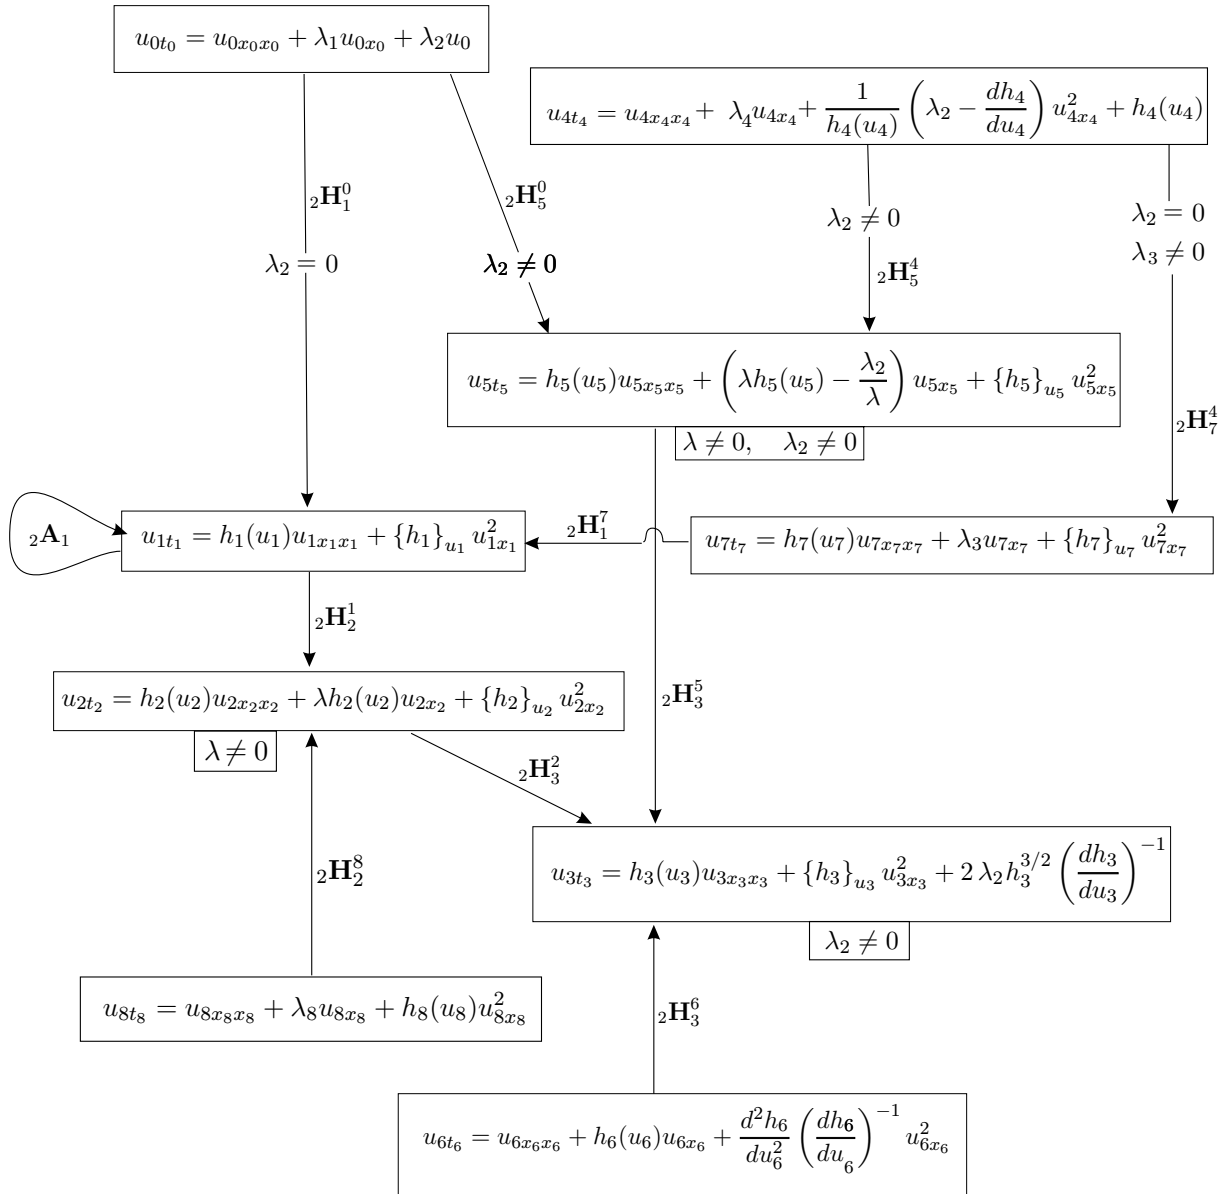 $u_{0t_0} = u_{0x_0x_0} + \lambda_1 u_{0x_0} + \lambda_2 u_0$
$u_{4t_4} = u_{4x_4x_4} + \lambda_4 u_{4x_4} + \dfrac{1}{h_4(u_4)} \left( \lambda_2 - \dfrac{dh_4}{du_4} \right) u_{4x_4}^2 + h_4(u_4)$
${}_2\mathbf{H}_1^0$
${}_2\mathbf{H}_5^0$
$\lambda_2 \neq 0$
$\lambda_2 = 0$
$\lambda_3 \neq 0$
$\lambda_2 = 0$
$\lambda_2 \neq 0$
${}_2\mathbf{H}_5^4$
$u_{5t_5} = h_5(u_5) u_{5x_5x_5} + \left( \lambda h_5(u_5) - \dfrac{\lambda_2}{\lambda} \right) u_{5x_5} + \{h_5\}_{u_5} u_{5x_5}^2$
${}_2\mathbf{H}_7^4$
$\lambda \neq 0, \quad \lambda_2 \neq 0$
${}_2\mathbf{A}_1$
$u_{1t_1} = h_1(u_1) u_{1x_1x_1} + \{h_1\}_{u_1} u_{1x_1}^2$
${}_2\mathbf{H}_1^7$
$u_{7t_7} = h_7(u_7) u_{7x_7x_7} + \lambda_3 u_{7x_7} + \{h_7\}_{u_7} u_{7x_7}^2$
${}_2\mathbf{H}_2^1$
$u_{2t_2} = h_2(u_2) u_{2x_2x_2} + \lambda h_2(u_2) u_{2x_2} + \{h_2\}_{u_2} u_{2x_2}^2$
${}_2\mathbf{H}_3^5$
$\lambda \neq 0$
${}_2\mathbf{H}_3^2$
${}_2\mathbf{H}_2^8$
$u_{3t_3} = h_3(u_3) u_{3x_3x_3} + \{h_3\}_{u_3} u_{3x_3}^2 + 2 \lambda_2 h_3^{3/2} \left( \dfrac{dh_3}{du_3} \right)^{-1}$
$\lambda_2 \neq 0$
$u_{8t_8} = u_{8x_8x_8} + \lambda_8 u_{8x_8} + h_8(u_8) u_{8x_8}^2$
${}_2\mathbf{H}_3^6$
$u_{6t_6} = u_{6x_6x_6} + h_6(u_6) u_{6x_6} + \dfrac{d^2 h_6}{du_6^2} \left( \dfrac{dh_6}{du_6} \right)^{-1} u_{6x_6}^2$